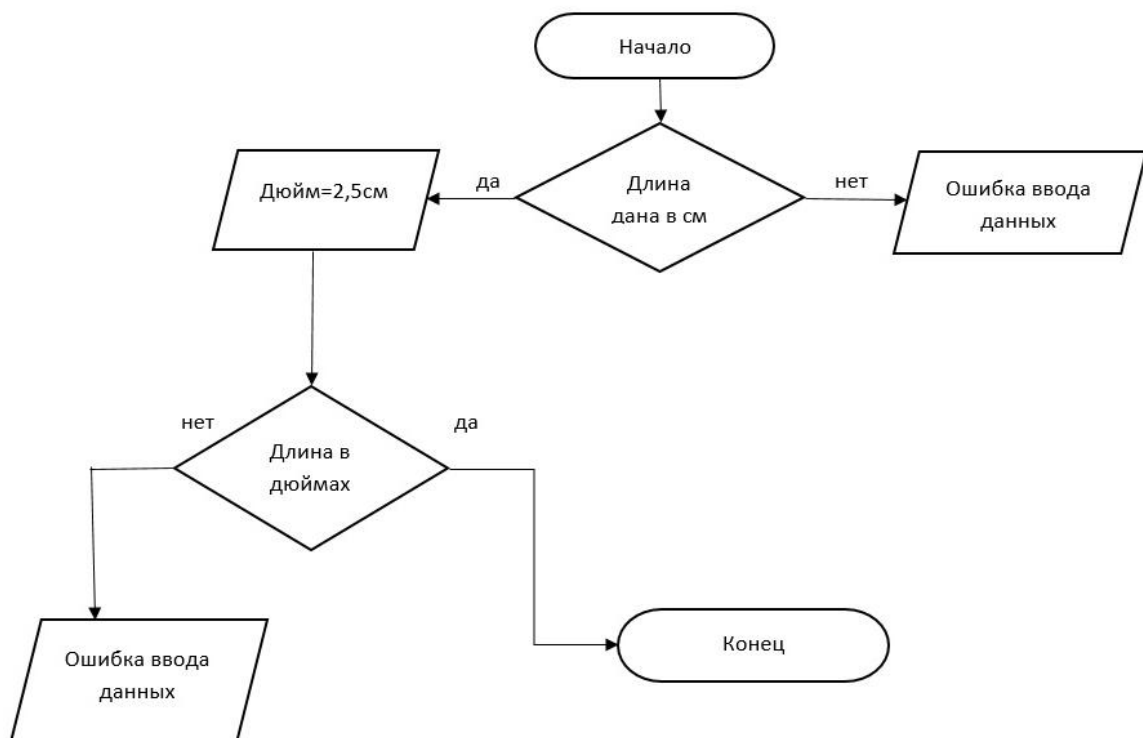 Начало
Дюйм=2,5см
да
Длина
дана в см
нет
Ошибка ввода
данных
нет
да
Длина в
дюймах
Ошибка ввода
данных
Конец